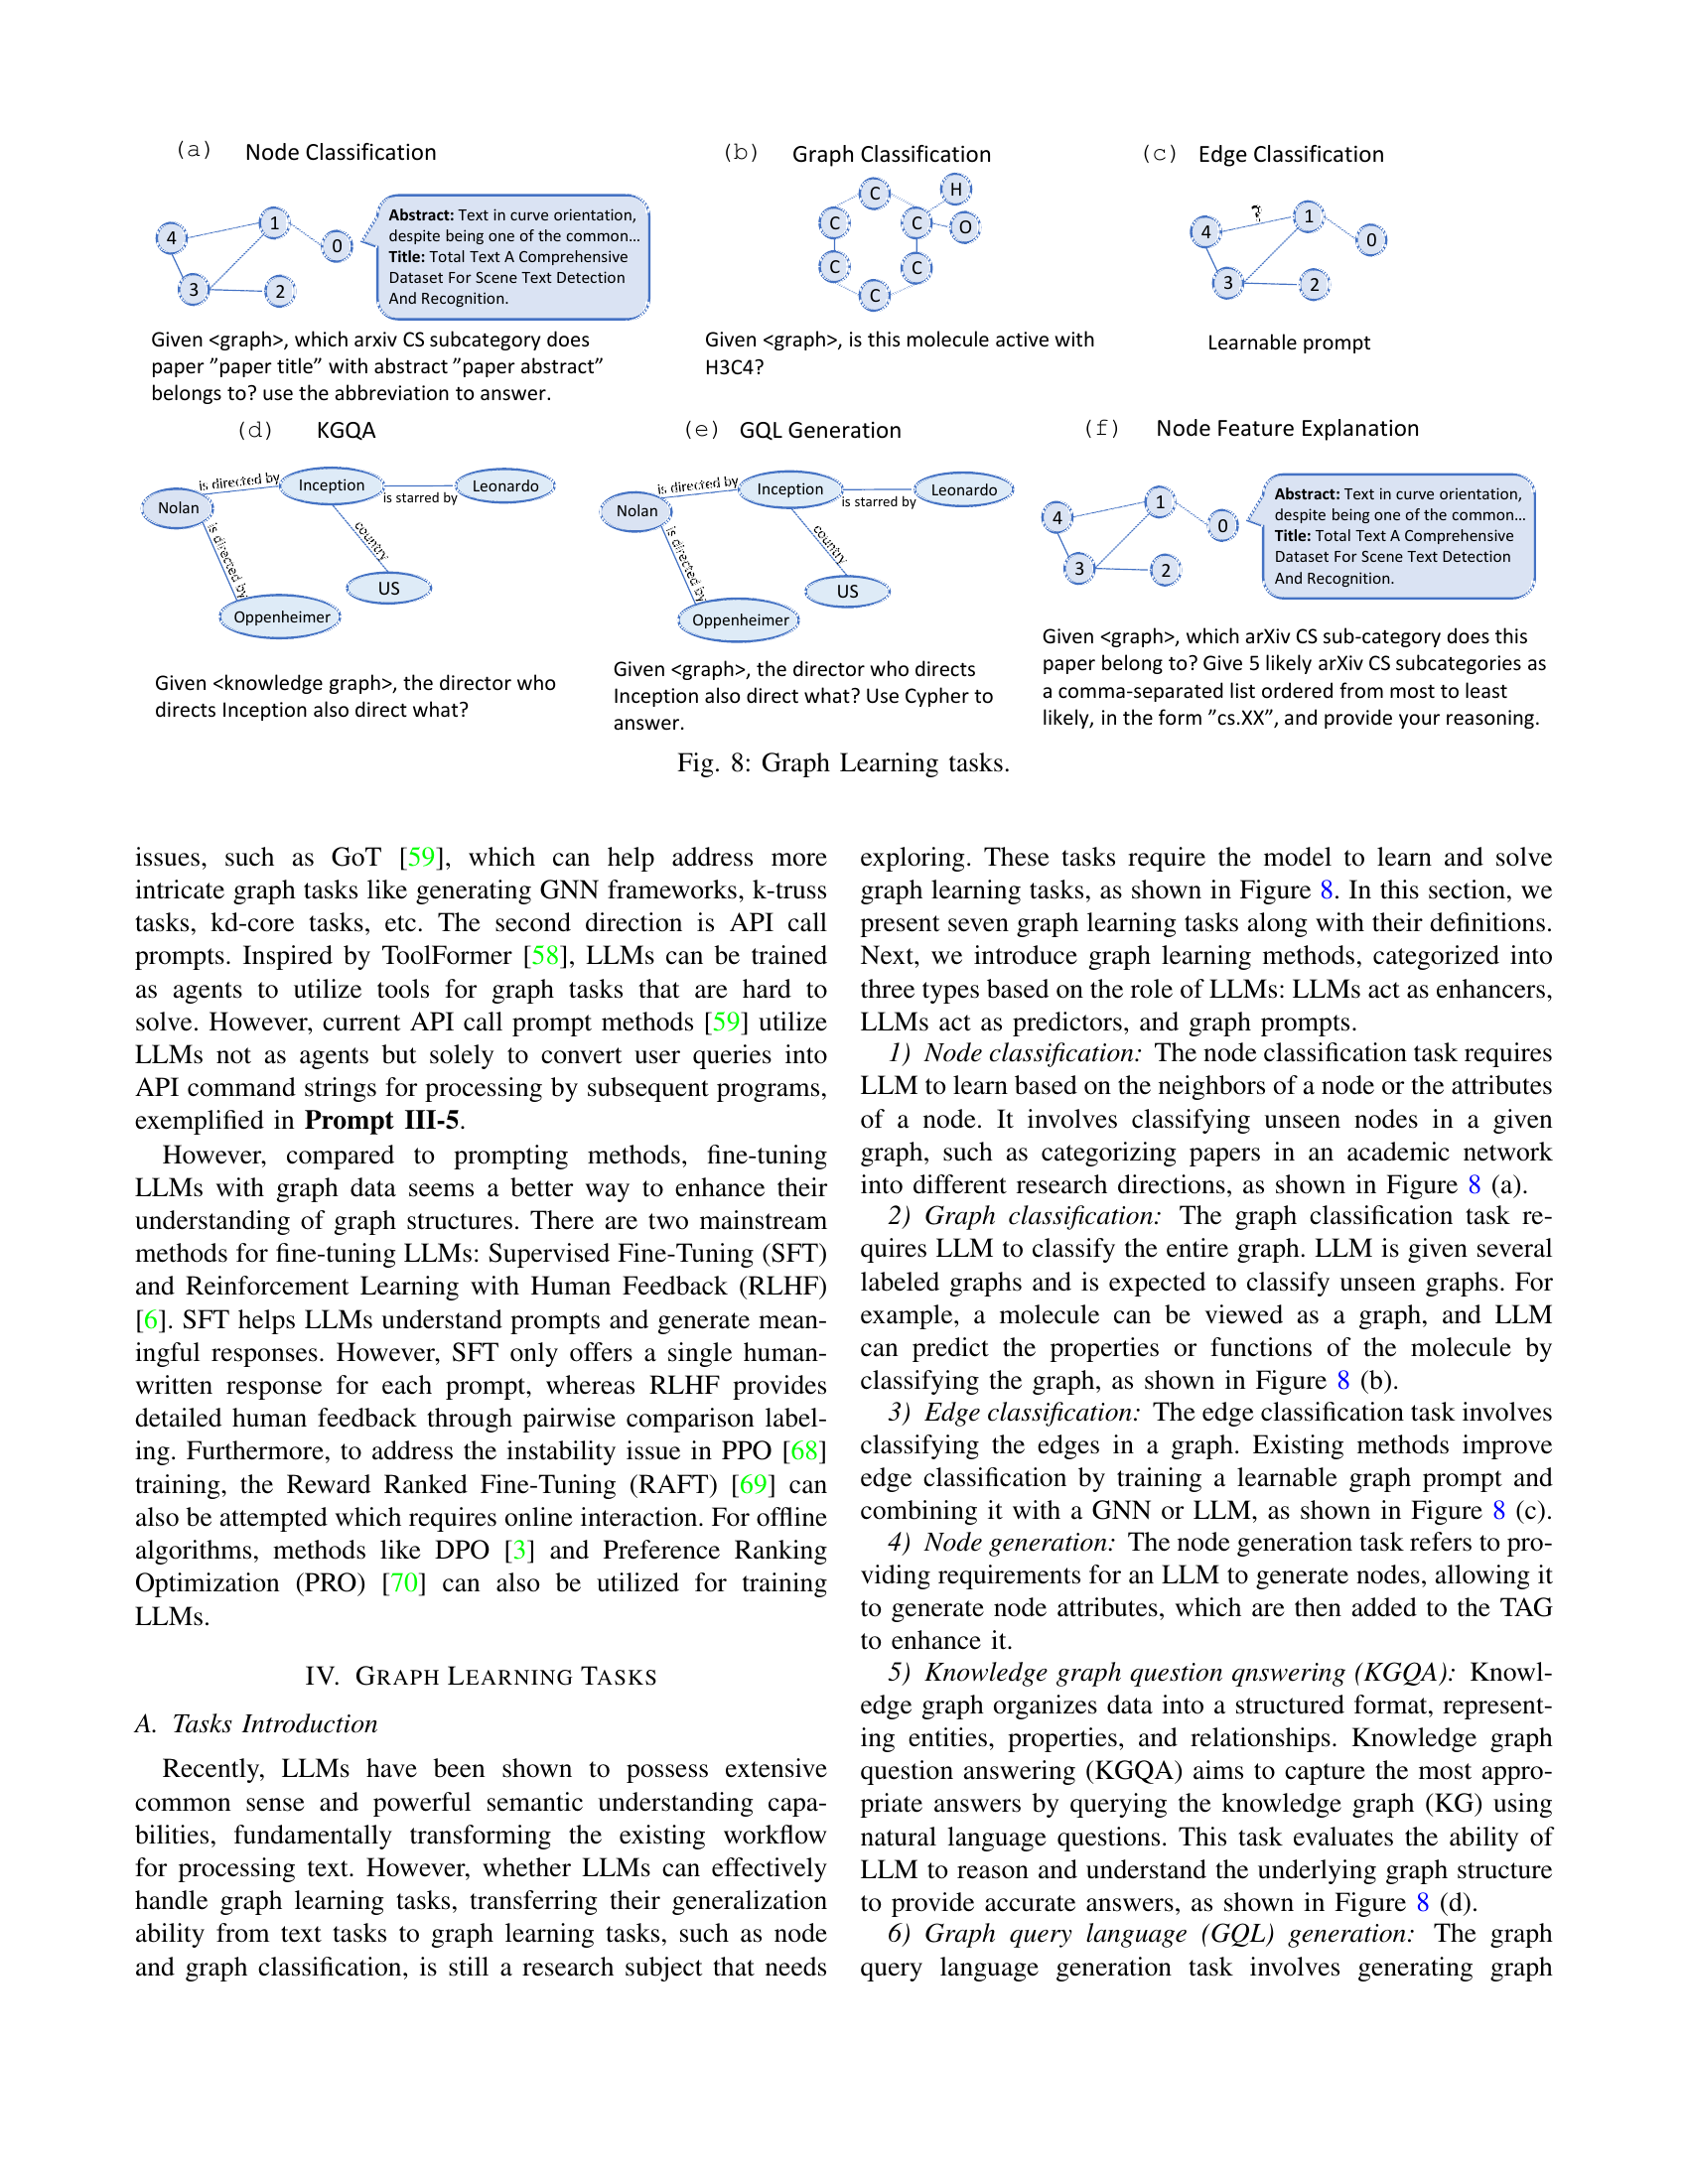 (a) Node Classification
4
1
0
3
2
Abstract: Text in curve orientation,
despite being one of the common...
Title: Total Text A Comprehensive
Dataset For Scene Text Detection
And Recognition.
Given <graph>, which arxiv CS subcategory does
paper ”paper title” with abstract ”paper abstract”
belongs to? use the abbreviation to answer.
(b) Graph Classification
C
H
C
C
O
C
C
C
Given <graph>, is this molecule active with
H3C4?
(c) Edge Classification
?
4
1
0
3
2
Learnable prompt
(d) KGQA
Nolan
is directed by
Inception
is starred by
Leonardo
is directed by
country
US
Oppenheimer
Given <knowledge graph>, the director who
directs Inception also direct what?
(e) GQL Generation
Nolan
is directed by
Inception
is starred by
Leonardo
is directed by
country
US
Oppenheimer
Given <graph>, the director who directs
Inception also direct what? Use Cypher to
answer.
(f) Node Feature Explanation
4
1
0
3
2
Abstract: Text in curve orientation,
despite being one of the common...
Title: Total Text A Comprehensive
Dataset For Scene Text Detection
And Recognition.
Given <graph>, which arXiv CS sub-category does this
paper belong to? Give 5 likely arXiv CS subcategories as
a comma-separated list ordered from most to least
likely, in the form ”cs.XX”, and provide your reasoning.
Fig. 8: Graph Learning tasks.
issues, such as GoT [59], which can help address more
intricate graph tasks like generating GNN frameworks, k-truss
tasks, kd-core tasks, etc. The second direction is API call
prompts. Inspired by ToolFormer [58], LLMs can be trained
as agents to utilize tools for graph tasks that are hard to
solve. However, current API call prompt methods [59] utilize
LLMs not as agents but solely to convert user queries into
API command strings for processing by subsequent programs,
exemplified in Prompt III-5.
However, compared to prompting methods, fine-tuning
LLMs with graph data seems a better way to enhance their
understanding of graph structures. There are two mainstream
methods for fine-tuning LLMs: Supervised Fine-Tuning (SFT)
and Reinforcement Learning with Human Feedback (RLHF)
[6]. SFT helps LLMs understand prompts and generate mean-
ingful responses. However, SFT only offers a single human-
written response for each prompt, whereas RLHF provides
detailed human feedback through pairwise comparison label-
ing. Furthermore, to address the instability issue in PPO [68]
training, the Reward Ranked Fine-Tuning (RAFT) [69] can
also be attempted which requires online interaction. For offline
algorithms, methods like DPO [3] and Preference Ranking
Optimization (PRO) [70] can also be utilized for training
LLMs.
IV. GRAPH LEARNING TASKS
A. Tasks Introduction
Recently, LLMs have been shown to possess extensive
common sense and powerful semantic understanding capa-
bilities, fundamentally transforming the existing workflow
for processing text. However, whether LLMs can effectively
handle graph learning tasks, transferring their generalization
ability from text tasks to graph learning tasks, such as node
and graph classification, is still a research subject that needs
exploring. These tasks require the model to learn and solve
graph learning tasks, as shown in Figure 8. In this section, we
present seven graph learning tasks along with their definitions.
Next, we introduce graph learning methods, categorized into
three types based on the role of LLMs: LLMs act as enhancers,
LLMs act as predictors, and graph prompts.
1) Node classification: The node classification task requires
LLM to learn based on the neighbors of a node or the attributes
of a node. It involves classifying unseen nodes in a given
graph, such as categorizing papers in an academic network
into different research directions, as shown in Figure 8 (a).
2) Graph classification: The graph classification task re-
quires LLM to classify the entire graph. LLM is given several
labeled graphs and is expected to classify unseen graphs. For
example, a molecule can be viewed as a graph, and LLM
can predict the properties or functions of the molecule by
classifying the graph, as shown in Figure 8 (b).
3) Edge classification: The edge classification task involves
classifying the edges in a graph. Existing methods improve
edge classification by training a learnable graph prompt and
combining it with a GNN or LLM, as shown in Figure 8 (c).
4) Node generation: The node generation task refers to pro-
viding requirements for an LLM to generate nodes, allowing it
to generate node attributes, which are then added to the TAG
to enhance it.
5) Knowledge graph question qnswering (KGQA): Knowl-
edge graph organizes data into a structured format, represent-
ing entities, properties, and relationships. Knowledge graph
question answering (KGQA) aims to capture the most appro-
priate answers by querying the knowledge graph (KG) using
natural language questions. This task evaluates the ability of
LLM to reason and understand the underlying graph structure
to provide accurate answers, as shown in Figure 8 (d).
6) Graph query language (GQL) generation: The graph
query language generation task involves generating graph